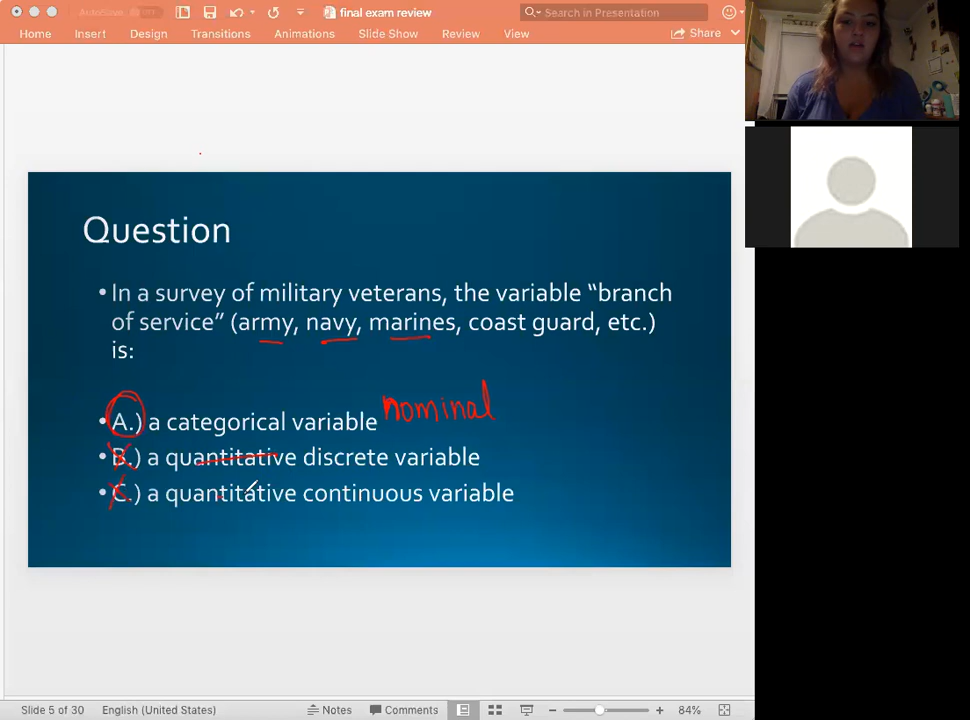 AutoSave Off
final exam review
Search in Presentation
Home Insert Design Transitions Animations Slide Show Review View Share
Question
• In a survey of military veterans, the variable “branch
of service” (army, navy, marines, coast guard, etc.)
is:
• A.) a categorical variable nominal
• B.) a quantitative discrete variable
• C.) a quantitative continuous variable
Slide 5 of 30 English (United States) Notes Comments 84%